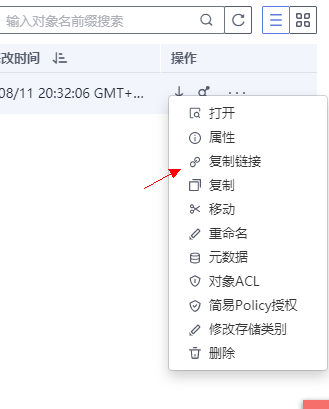 输入对象名前缀搜索
改时间 操作
08/11 20:32:06 GMT+...
打开
属性
复制链接
复制
移动
重命名
元数据
对象ACL
简易Policy授权
修改存储类别
删除